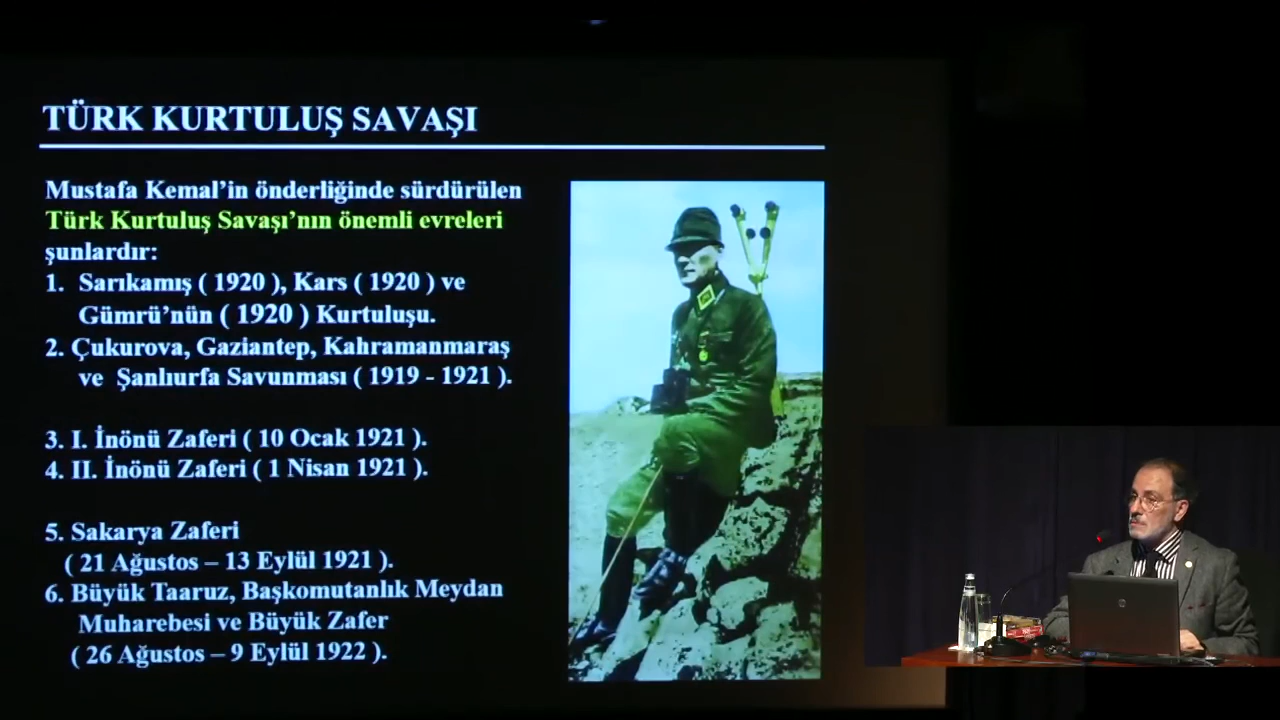 TÜRK KURTULUŞ SAVAŞI
Mustafa Kemal’in önderliğinde sürdürülen
Türk Kurtuluş Savaşı’nın önemli evreleri
şunlardır:
1. Sarıkamış ( 1920 ), Kars ( 1920 ) ve
Gümrü’nün ( 1920 ) Kurtuluşu.
2. Çukurova, Gaziantep, Kahramanmaraş
ve Şanlıurfa Savunması ( 1919 - 1921 ).
3. I. İnönü Zaferi ( 10 Ocak 1921 ).
4. II. İnönü Zaferi ( 1 Nisan 1921 ).
5. Sakarya Zaferi
( 21 Ağustos – 13 Eylül 1921 ).
6. Büyük Taaruz, Başkomutanlık Meydan
Muharebesi ve Büyük Zafer
( 26 Ağustos – 9 Eylül 1922 ).
hp